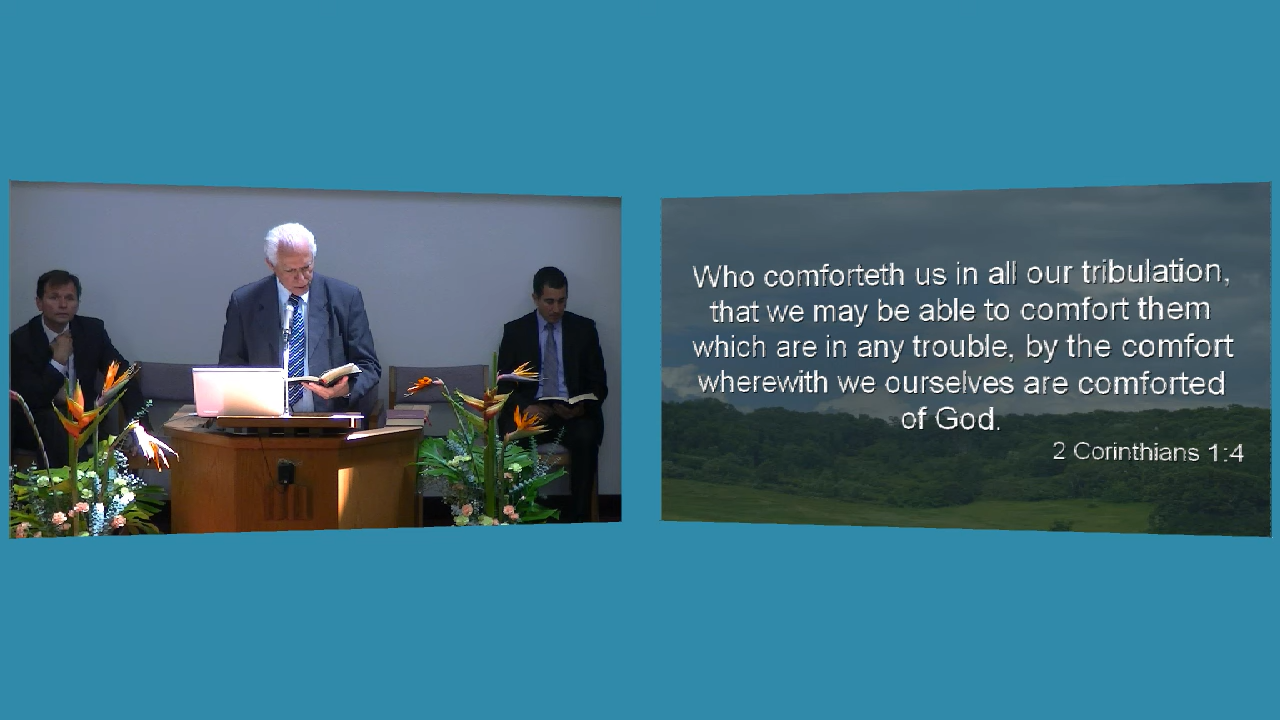 Who comforteth us in all our tribulation,
that we may be able to comfort them
which are in any trouble, by the comfort
wherewith we ourselves are comforted
of God.
2 Corinthians 1:4